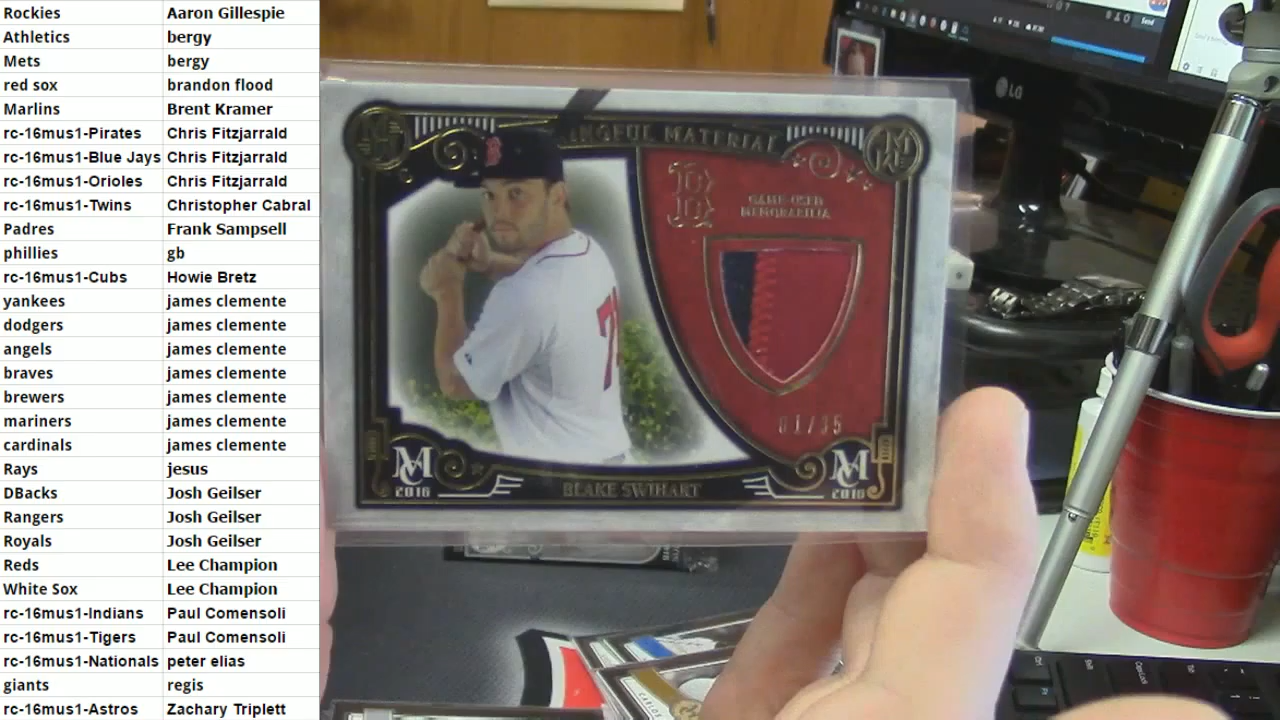 Rockies Aaron Gillespie
Athletics bergy
Mets bergy
red sox brandon flood
Marlins Brent Kramer
rc-16mus1-Pirates Chris Fitzjarrald
rc-16mus1-Blue Jays Chris Fitzjarrald
rc-16mus1-Orioles Chris Fitzjarrald
rc-16mus1-Twins Christopher Cabral
Padres Frank Sampsell
phillies gb
rc-16mus1-Cubs Howie Bretz
yankees james clemente
dodgers james clemente
angels james clemente
braves james clemente
brewers james clemente
mariners james clemente
cardinals james clemente
Rays jesus
DBacks Josh Geilser
Rangers Josh Geilser
Royals Josh Geilser
Reds Lee Champion
White Sox Lee Champion
rc-16mus1-Indians Paul Comensoli
rc-16mus1-Tigers Paul Comensoli
rc-16mus1-Nationals peter elias
giants regis
rc-16mus1-Astros Zachary Triplett
LG
MATERIAL
B
GAME-USED
MEMORABILIA
B
7
01/35
MC
2016
BLAKE SWIHART
MC
2016